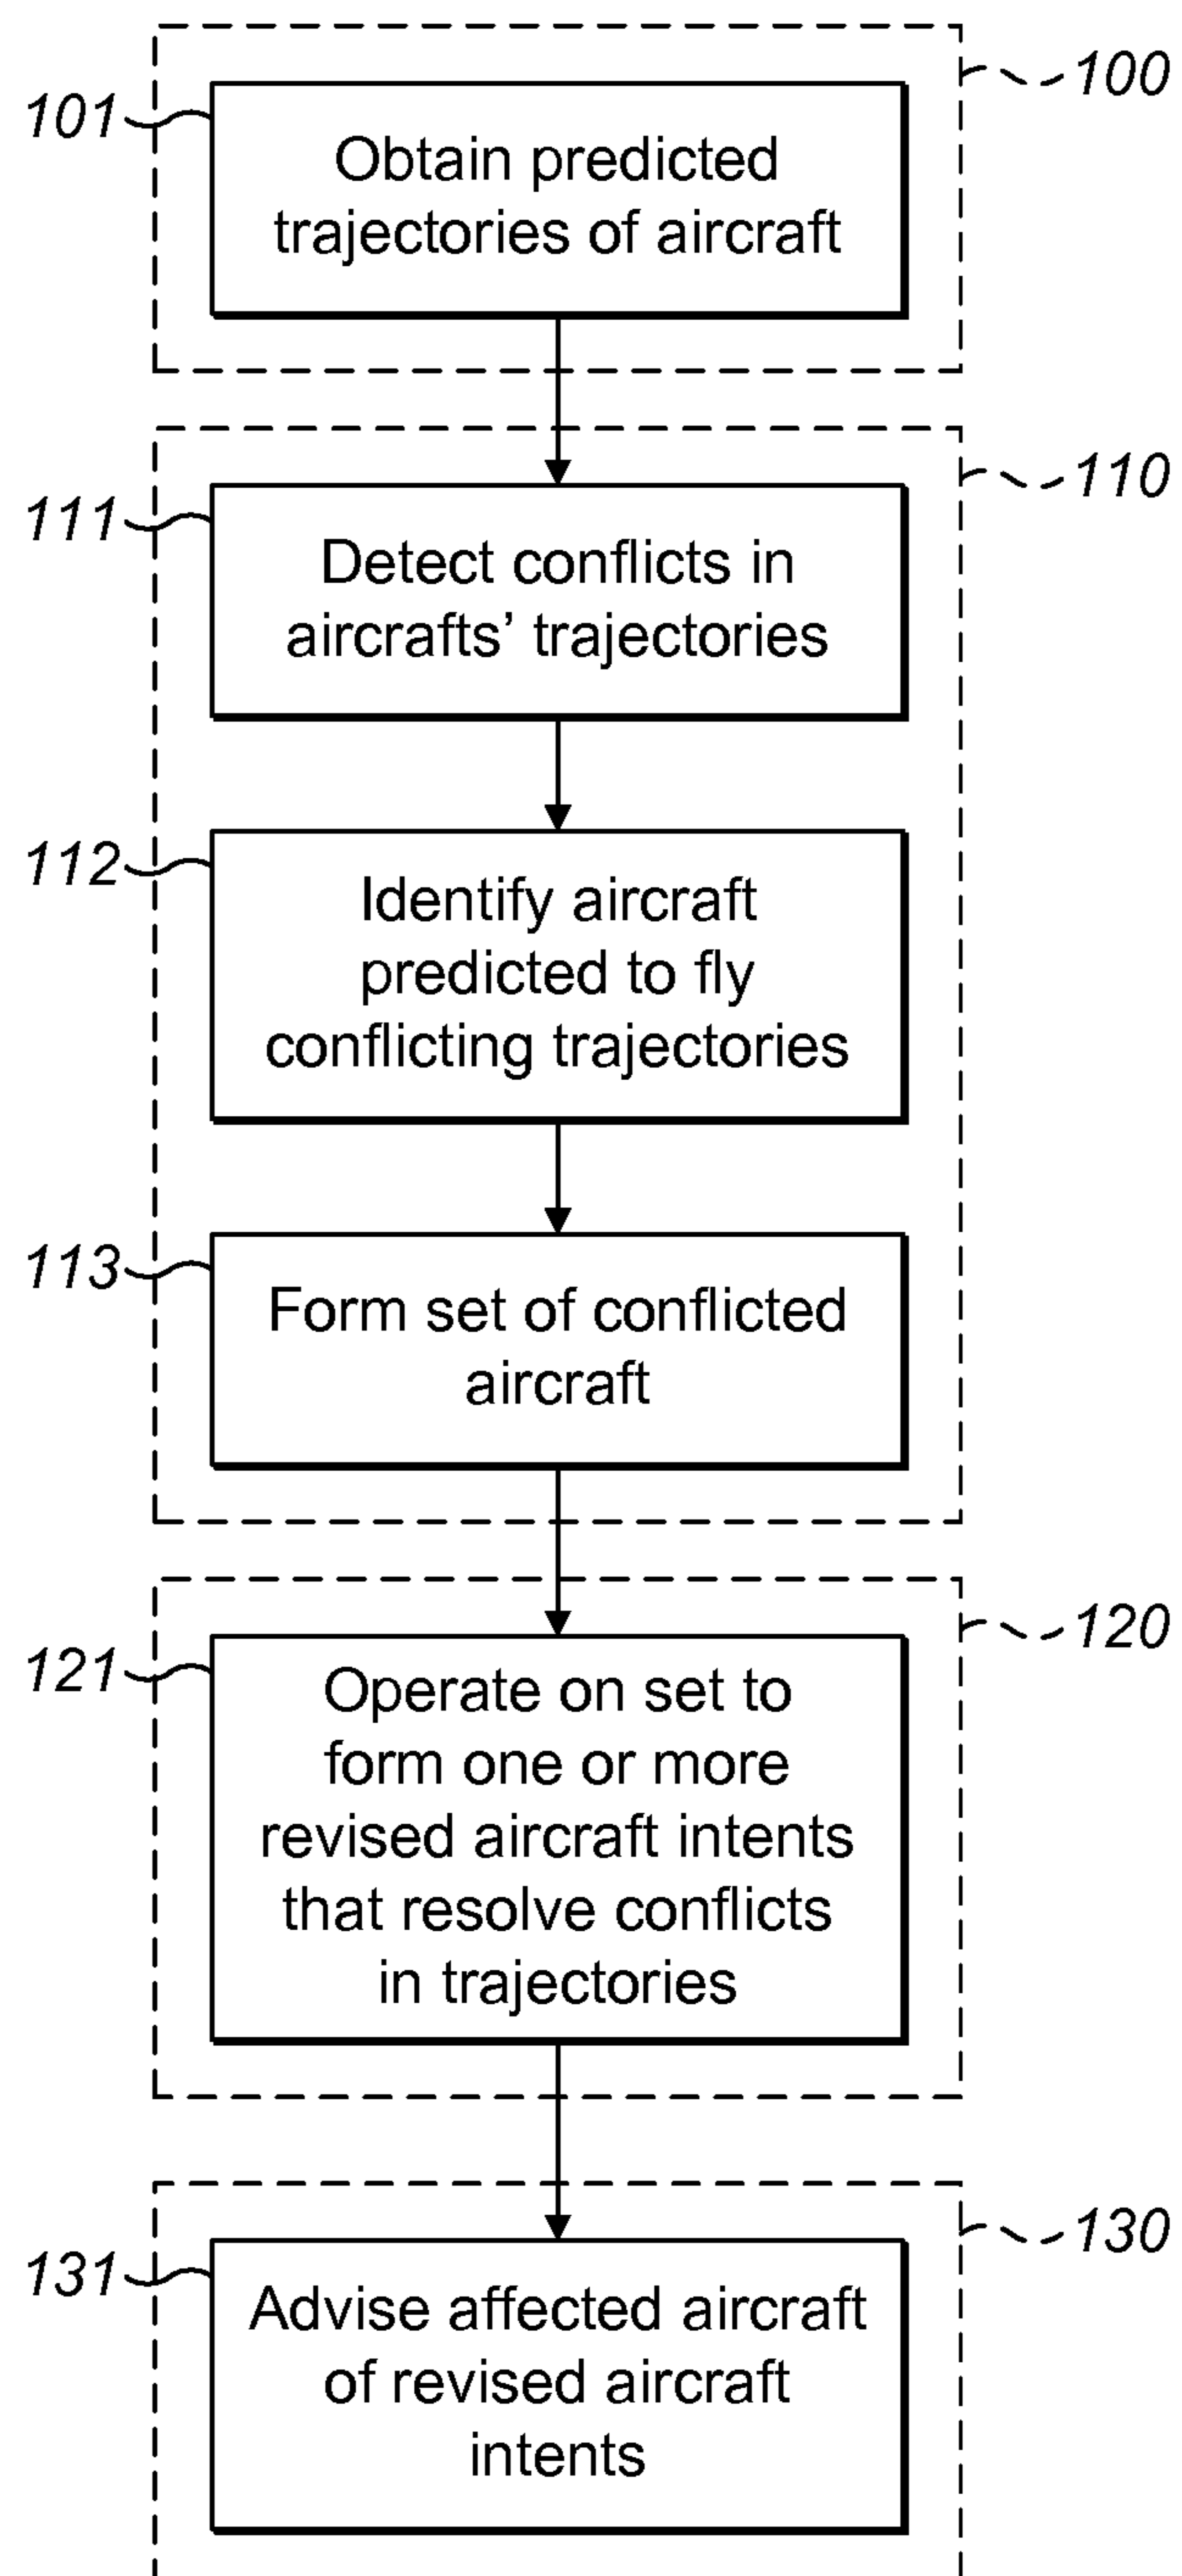 100
101
Obtain predicted
trajectories of aircraft
110
111
Detect conflicts in
aircrafts’ trajectories
112
Identify aircraft
predicted to fly
conflicting trajectories
113
Form set of conflicted
aircraft
120
121
Operate on set to
form one or more
revised aircraft intents
that resolve conflicts
in trajectories
130
131
Advise affected aircraft
of revised aircraft
intents